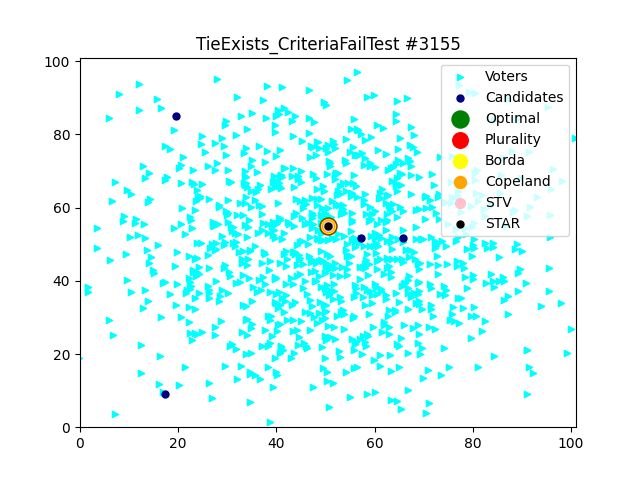 TieExists_CriteriaFailTest #3155
100
80
60
40
20
0
0
20
40
60
80
100
Voters
Candidates
Optimal
Plurality
Borda
Copeland
STV
STAR